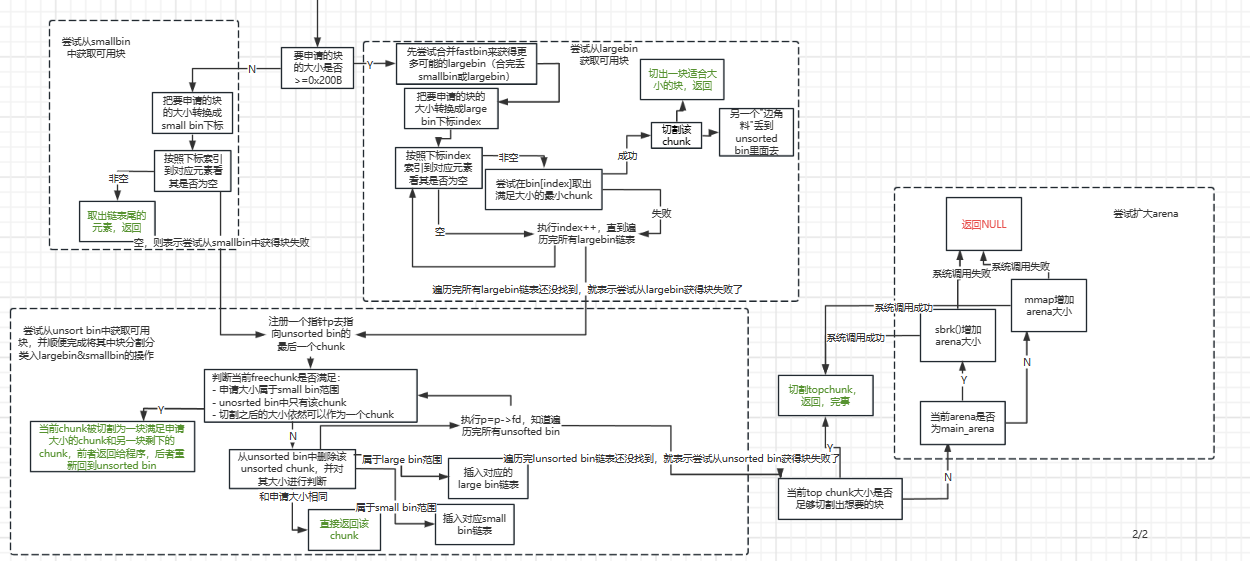 尝试从smallbin
中获取可用块
N
要申请的块
的大小是否
>=0x200B
Y
把要申请的块
的大小转换成
small bin下标
按照下标索引
到对应元素看
其是否为空
非空
取出链表尾的
元素，返回
空，则表示尝试从smallbin中获得块失败
先尝试合并fastbin来获得更
多可能的largebin（合完丢
smallbin或largebin）
尝试从largebin
获取可用块
把要申请的块的
大小转换成large
bin下标index
切出一块适合大
小的块，返回
切割该
chunk
另一个"边角
料"丢到
unsorted
bin里面去
按照下标index
索引到对应元素
看其是否为空
非空
成功
尝试在bin[index]取出
满足大小的最小chunk
失败
空
执行index++，直到遍
历完所有largebin链表
遍历完所有largebin链表还没找到，就表示尝试从largebin获得块失败了
尝试从unsort bin中获取可用
块，并顺便完成将其中块分割分
类入largebin&smallbin的操作
注册一个指针p去指
向unsorted bin的
最后一个chunk
判断当前freechunk是否满足：
- 申请大小属于small bin范围
- unosrted bin中只有该chunk
- 切割之后的大小依然可以作为一个chunk
Y
当前chunk被切割为一块满足申请
大小的chunk和另一块剩下的
chunk，前者返回给程序，后者重
新回到unsorted bin
N
从unsorted bin中删除该
unsorted chunk，并对
其大小进行判断
执行p=p->fd，知道遍
历完所有unsofted bin
属于large bin范围
遍历完lunsorted bin链表还没找到，就表示尝试从unsorted bin获得块失败了
插入对应的
large bin链表
和申请大小相同
属于small bin范围
直接返回该
chunk
插入对应small
bin链表
尝试扩大arena
返回NULL
系统调用失败
系统调用失败
mmap增加
arena大小
系统调用成功
sbrk()增加
arena大小
系统调用成功
N
Y
切割topchunk，
返回，完事
当前arena是否
为main_arena
Y
N
当前top chunk大小是否
足够切割出想要的块
2/2